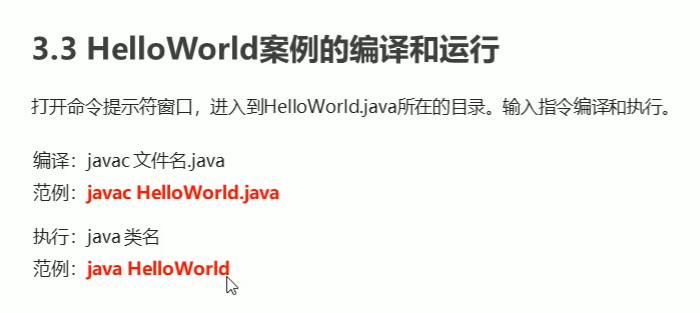 3.3 HelloWorld案例的编译和运行
打开命令提示符窗口，进入到HelloWorld.java所在的目录。输入指令编译和执行。
编译：javac 文件名.java
范例：javac HelloWorld.java
执行：java 类名
范例：java HelloWorld